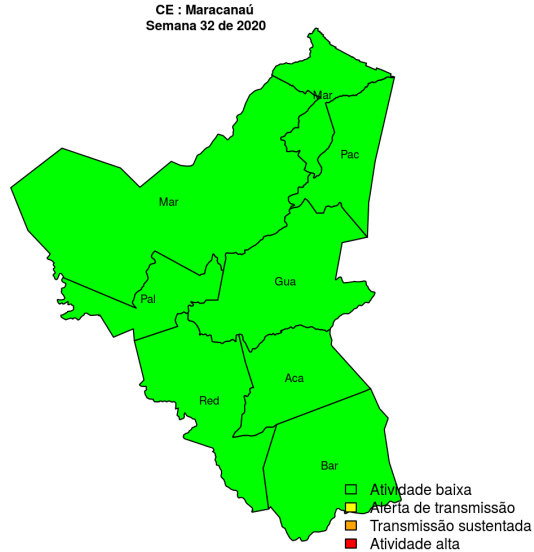 CE : Maracanaú
Semana 32 de 2020
Mar
Pac
Mar
Gua
Pal
Aca
Red
Bar
Atividade baixa
Alerta de transmissão
Transmissão sustentada
Atividade alta